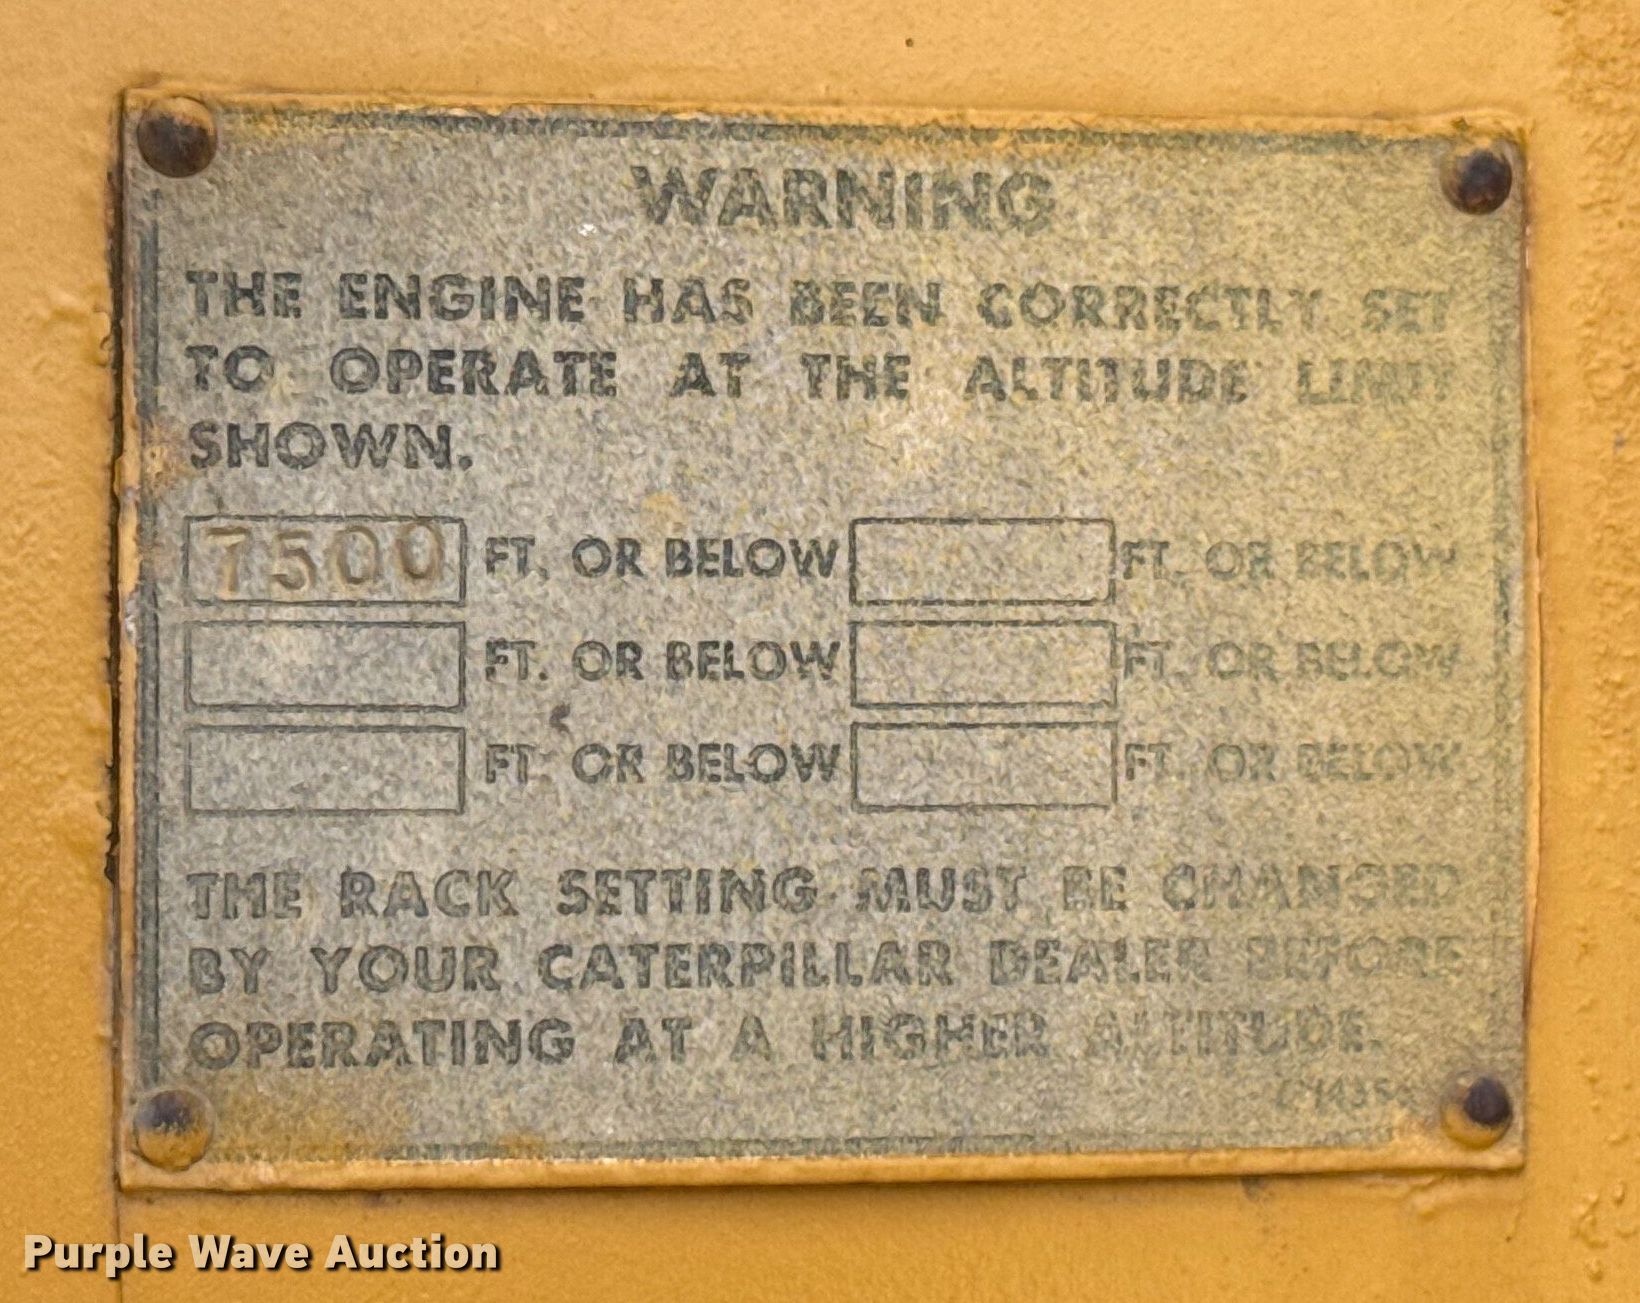 WARNING
THE ENGINE HAS BEEN CORRECTLY SET
TO OPERATE AT THE ALTITUDE LIMIT
SHOWN.
7500 FT. OR BELOW FT. OR BELOW
FT. OR BELOW FT. OR BELOW
FT. OR BELOW FT. OR BELOW
THE RACK SETTING MUST BE CHANGED
BY YOUR CATERPILLAR DEALER BEFORE
OPERATING AT A HIGHER ALTITUDE.
Purple Wave Auction